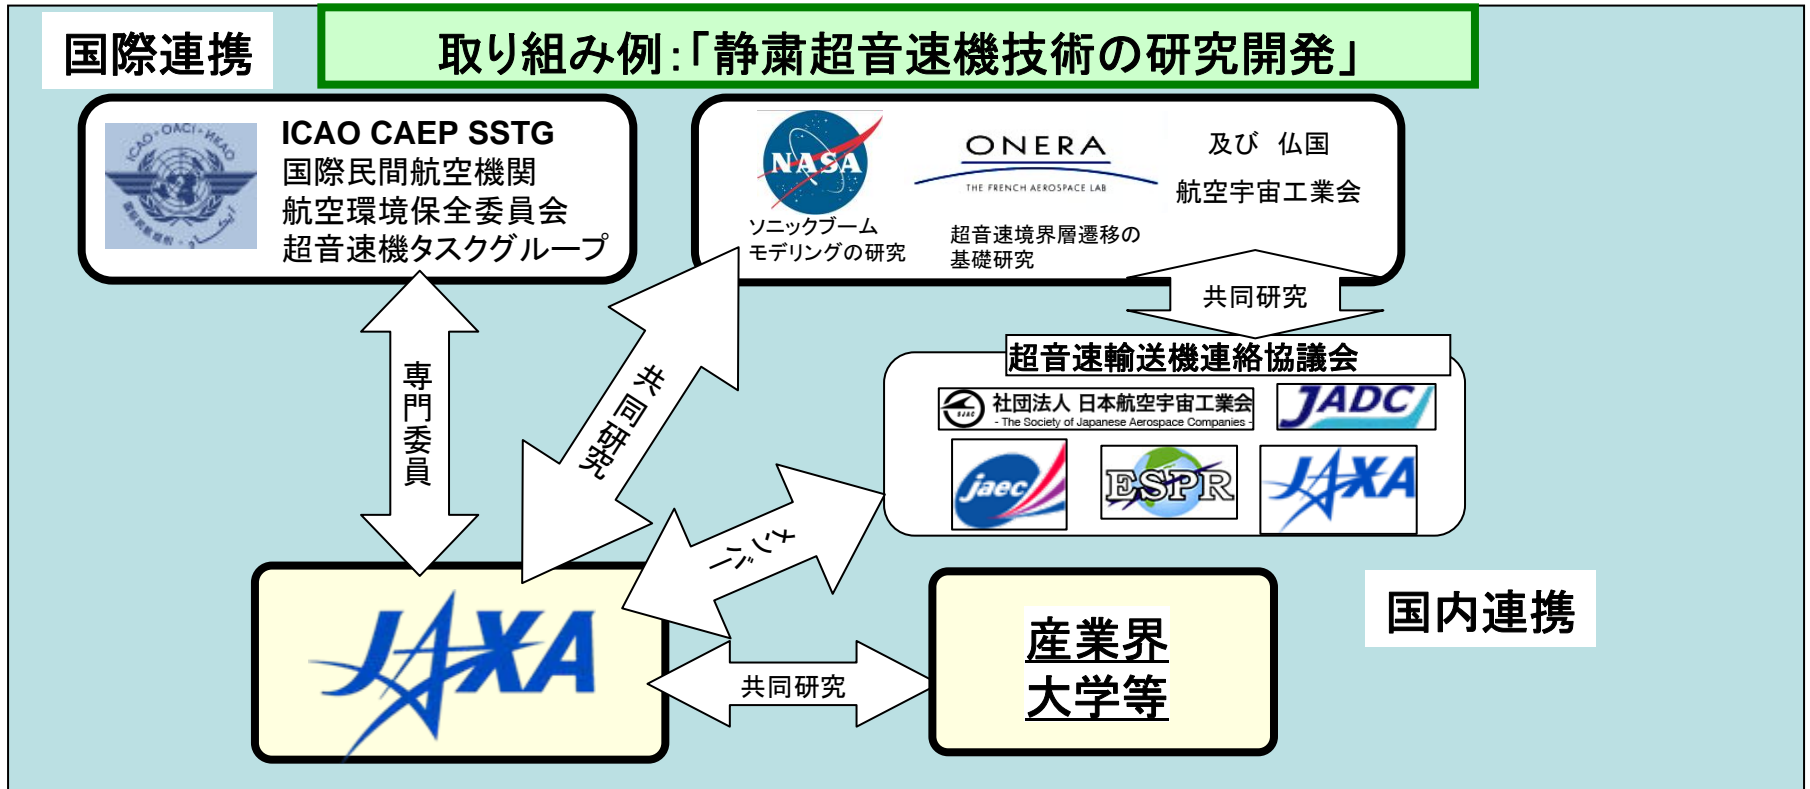 国際連携
取り組み例：「静粛超音速機技術の研究開発」
ICAO CAEP SSTG
国際民間航空機関
航空環境保全委員会
超音速機タスクグループ
ICAO・OACI・ИКАО
NASA
ソニックブーム
モデリングの研究
ONERA
THE FRENCH AEROSPACE LAB
超音速境界層遷移の
基礎研究
及び 仏国
航空宇宙工業会
共同研究
超音速輸送機連絡協議会
SJAC
社団法人 日本航空宇宙工業会
- The Society of Japanese Aerospace Companies -
JADC
jaec
ESPR
JAXA
専門委員
共同研究
メンバー
JAXA
共同研究
産業界
大学等
国内連携